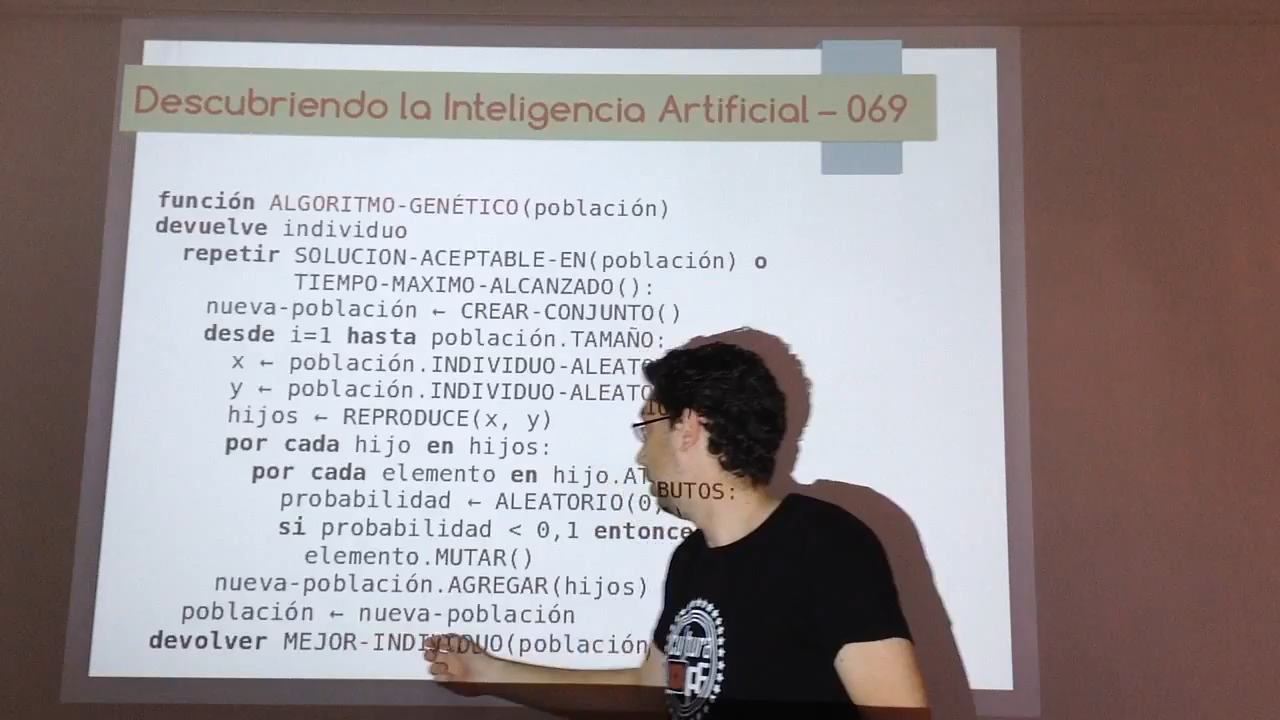 Descubriendo la Inteligencia Artificial – 069
función ALGORITMO-GENÉTICO(población)
devuelve individuo
repetir SOLUCION-ACEPTABLE-EN(población) o
TIEMPO-MAXIMO-ALCANZADO():
nueva-población ← CREAR-CONJUNTO()
desde i=1 hasta población.TAMAÑO:
x ← población.INDIVIDUO-ALEATO
y ← población.INDIVIDUO-ALEATO
hijos ← REPRODUCE(x, y)
por cada hijo en hijos:
por cada elemento en hijo.AT BUTOS:
probabilidad ← ALEATORIO(0,
si probabilidad < 0,1 entonce
elemento.MUTAR()
nueva-población.AGREGAR(hijos)
población ← nueva-población
devolver MEJOR-INDIVIDUO(población